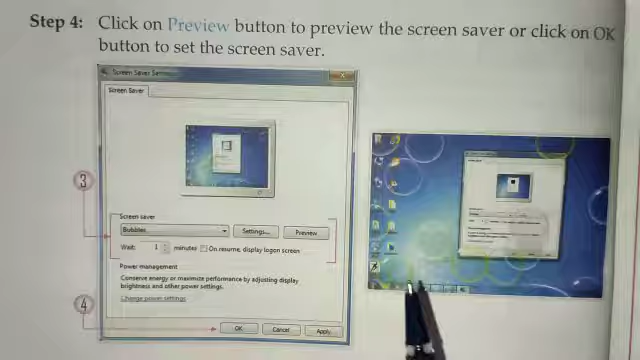 Step 4: Click on Preview button to preview the screen saver or click on OK
button to set the screen saver.
Screen Saver
Screen saver
Bubbles
Settings...
Preview
Wait: 1 minutes On resume, display logon screen
Power management
Conserve energy or maximize performance by adjusting display
brightness and other power settings.
Change power settings
OK
Cancel
Apply
3
4